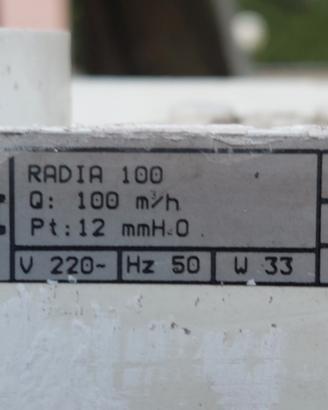 RADIA 100
Q: 100 m³/h
Pt:12 mmH₂O
V 220~ Hz 50 W 33